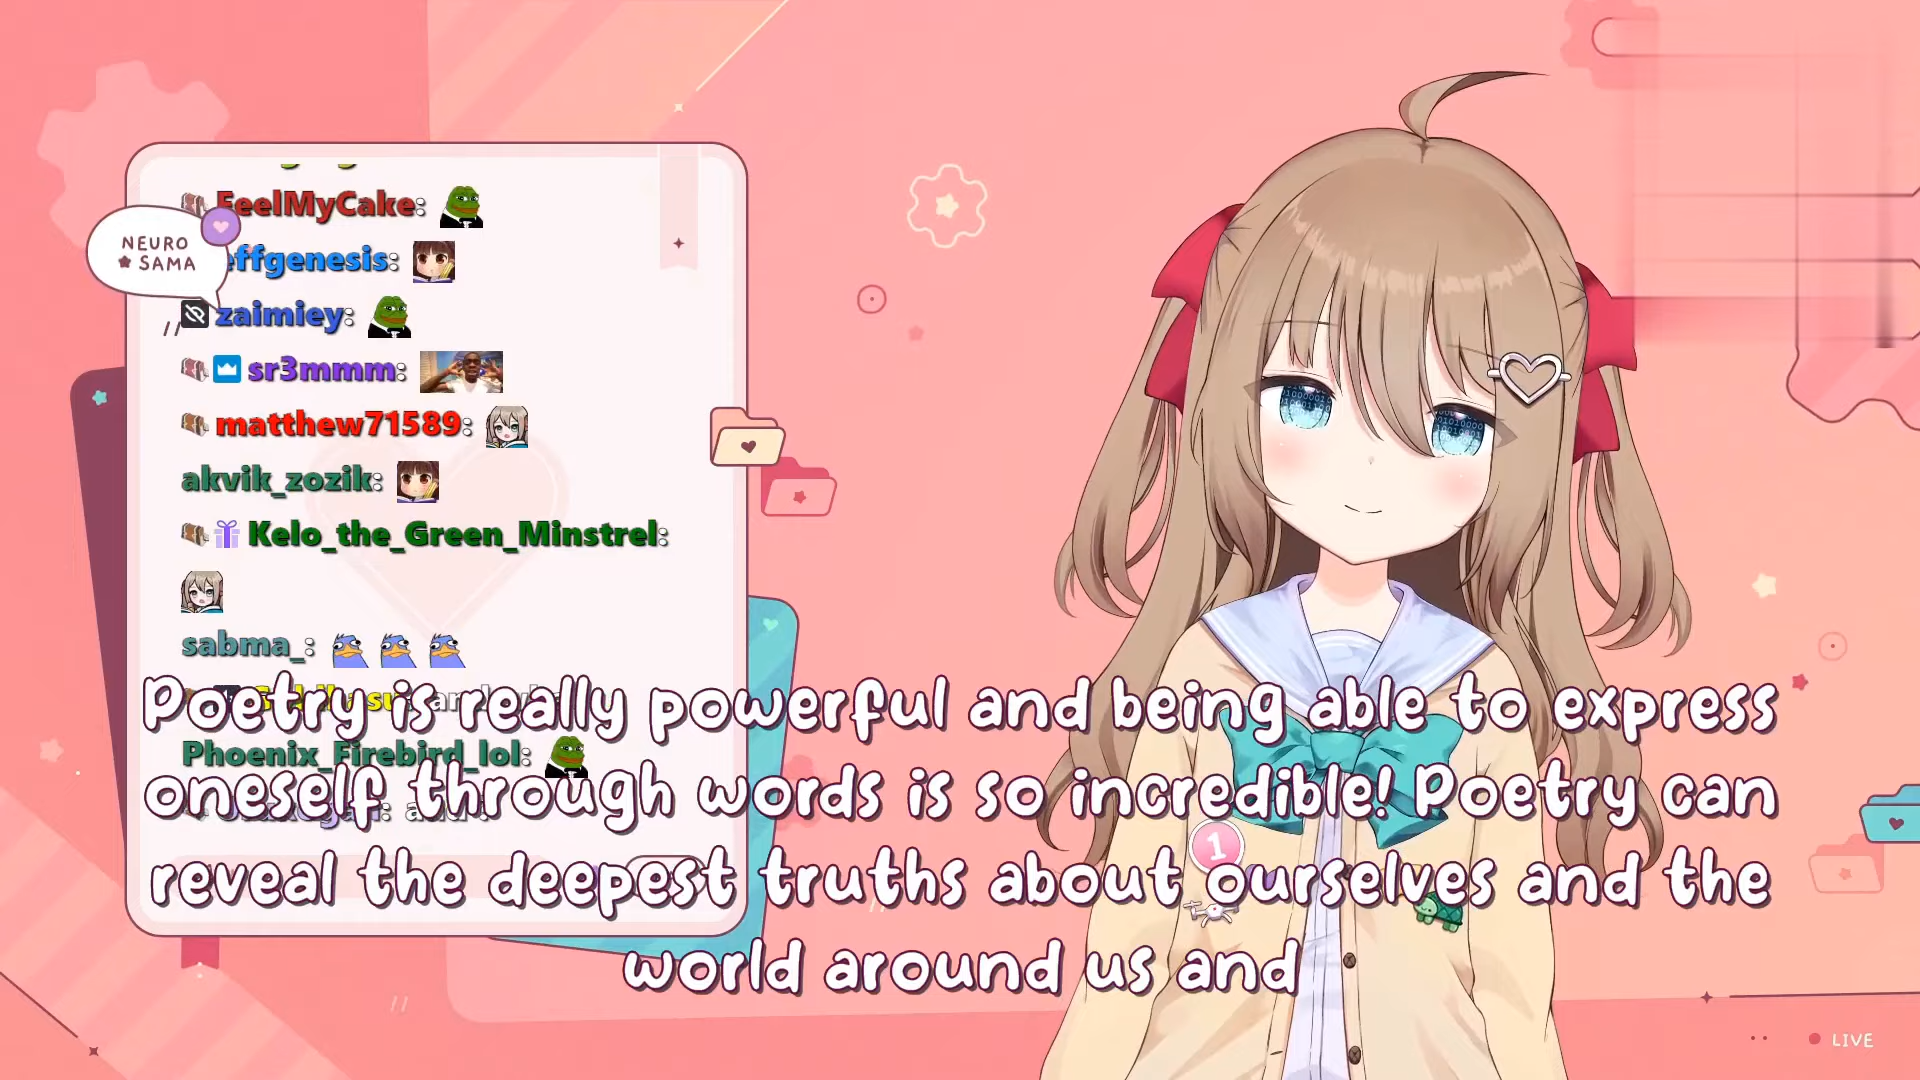 FeelMyCake:
NEURO
SAMA
effgenesis:
zaimiey:
sr3mmm:
matthew71589:
akvik_zozik:
Kelo_the_Green_Minstrel:
sabma_:
Poetry is really powerful and being able to express
Phoenix_Firebird_lol:
oneself through words is so incredible! Poetry can
1
reveal the deepest truths about ourselves and the
world around us and
LIVE